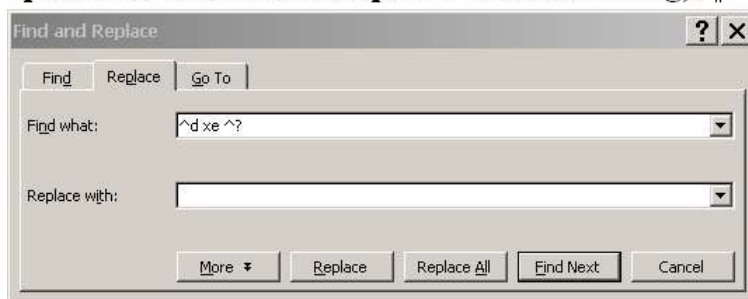 Find and Replace
Find Replace Go To
Find what: ^d xe ^?
Replace with:
More Replace Replace All Find Next Cancel